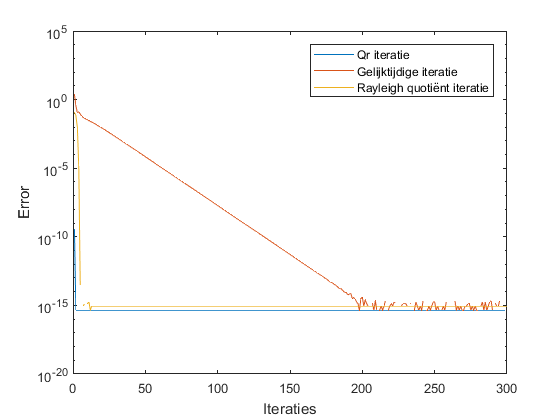 10^5
10^0
10^-5
10^-10
10^-15
10^-20
Error
Qr iteratie
Gelijktijdige iteratie
Rayleigh quotiënt iteratie
0 50 100 150 200 250 300
Iteraties